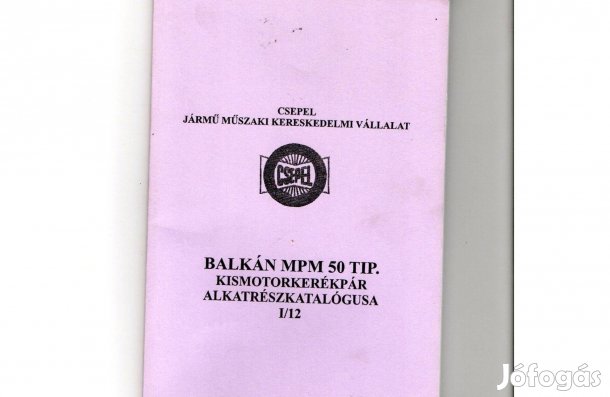 CSEPEL
JÁRMŰ MŰSZAKI KERESKEDELMI VÁLLALAT
CSEPEL
BALKÁN MPM 50 TIP.
KISMOTORKERÉKPÁR
ALKATRÉSZKATALÓGUSA
I/12
Jófogás